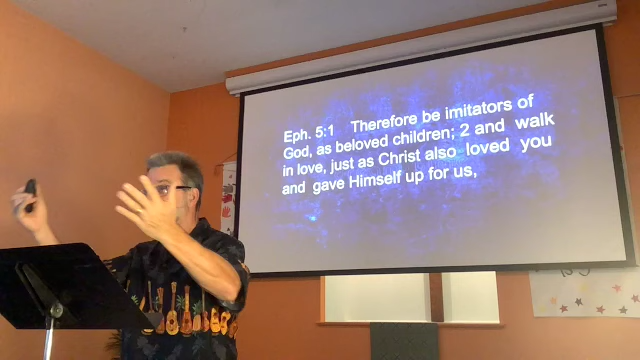 Eph. 5:1 Therefore be imitators of
God, as beloved children; 2 and walk
in love, just as Christ also loved you
and gave Himself up for us,